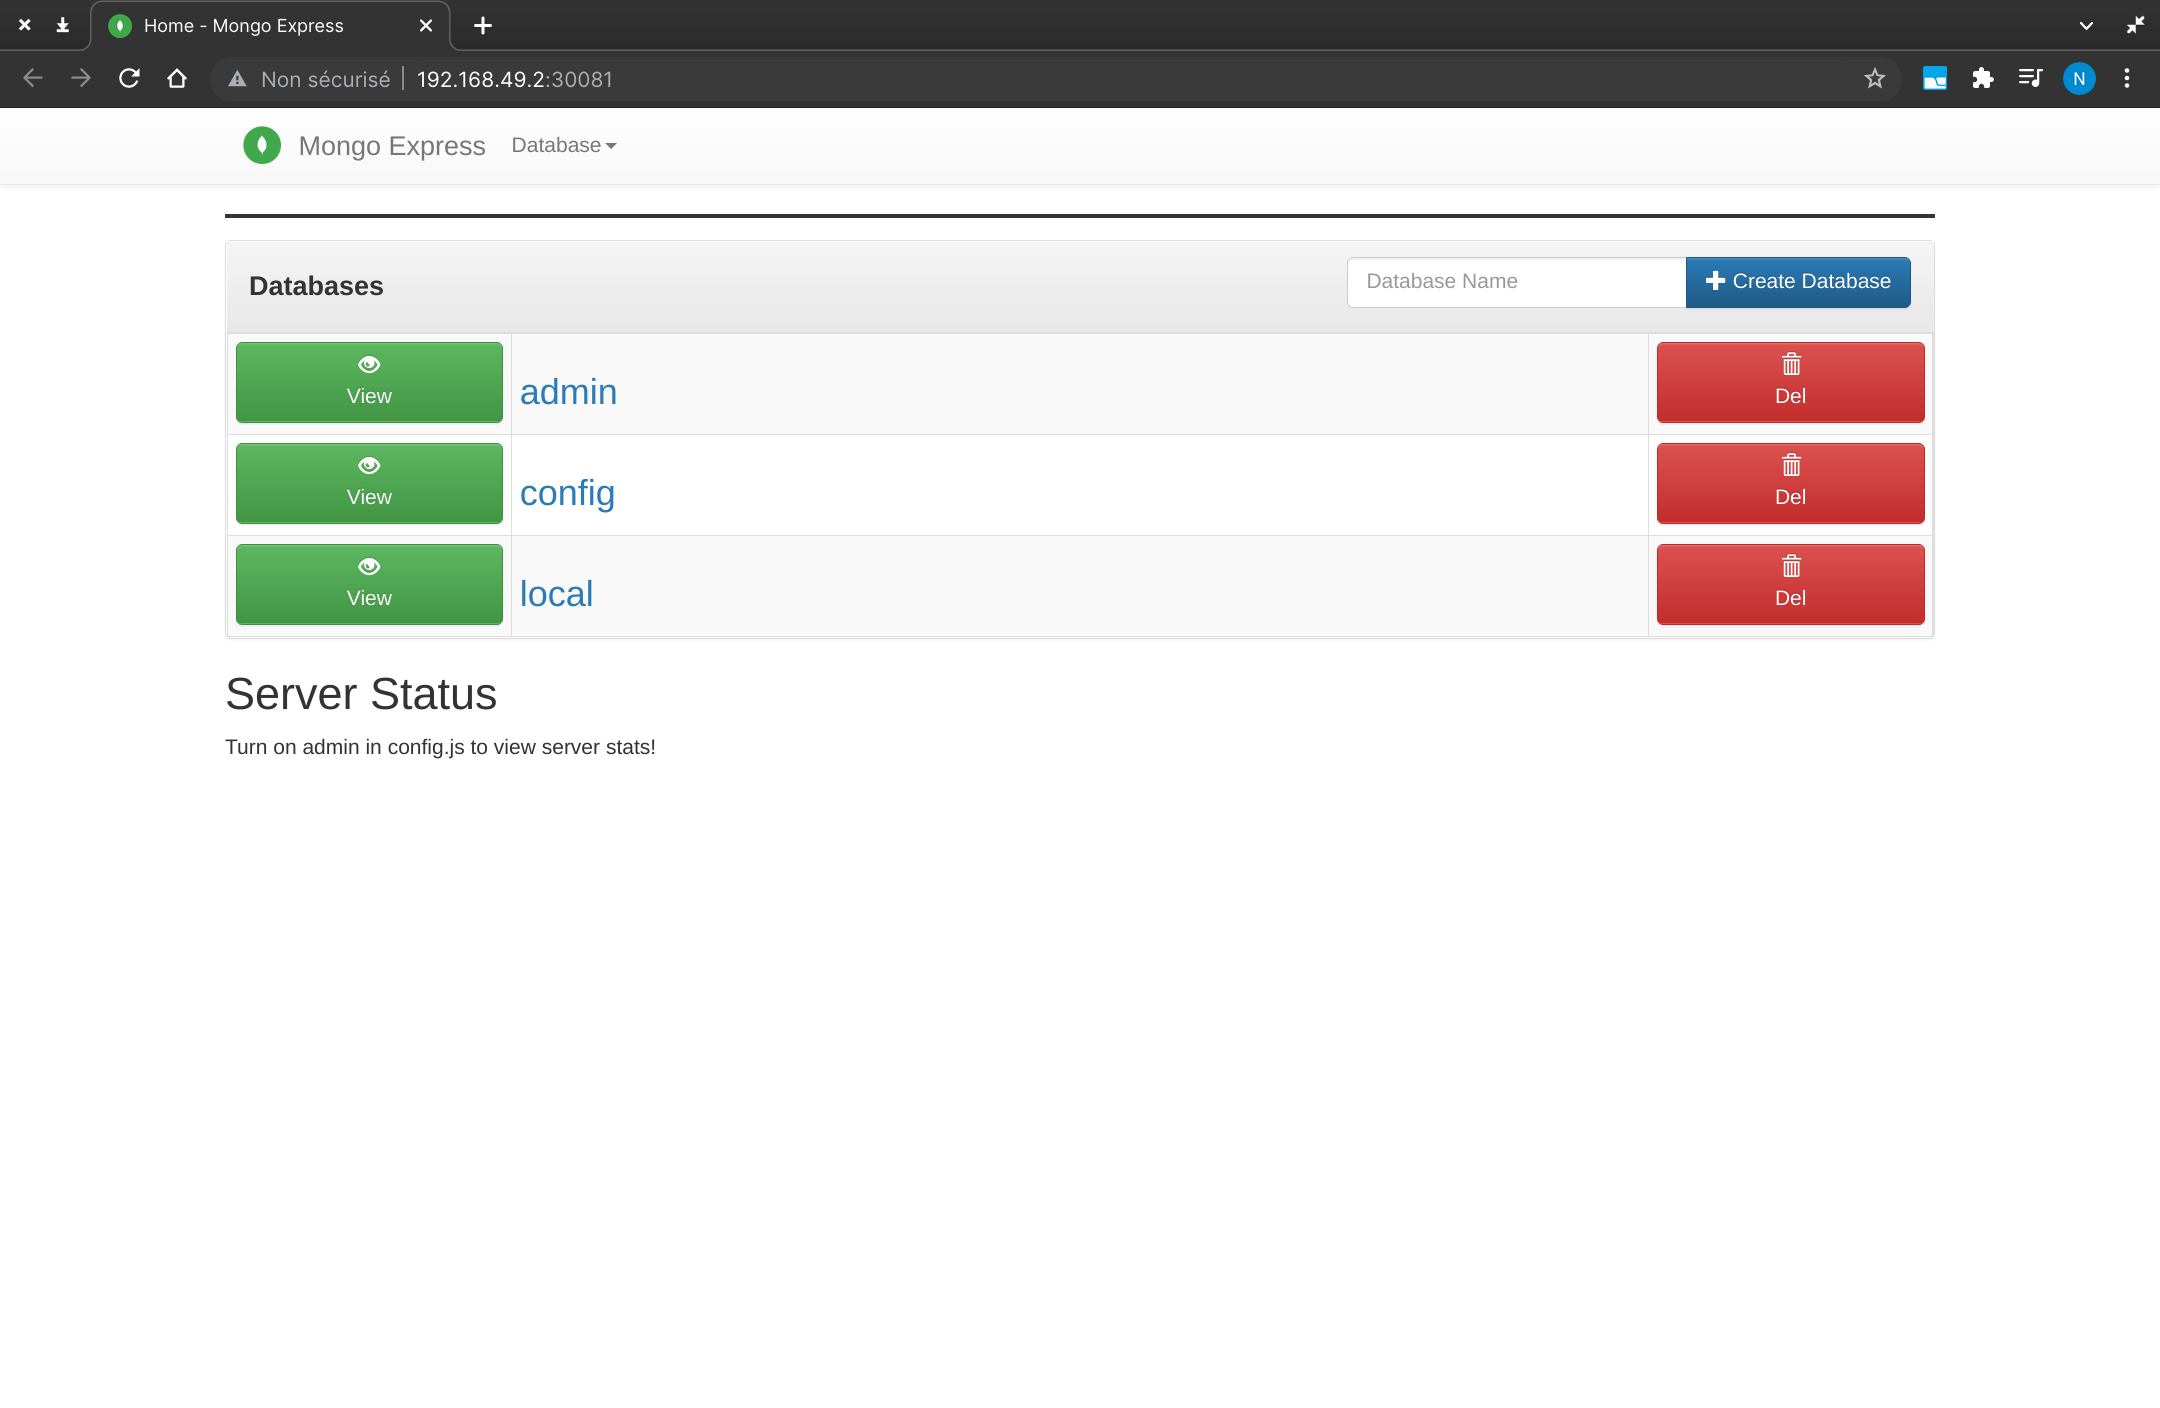 Home - Mongo Express
Non sécurisé 192.168.49.2:30081
N
Mongo Express Database
Databases Database Name Create Database
View admin Del
View config Del
View local Del
Server Status
Turn on admin in config.js to view server stats!